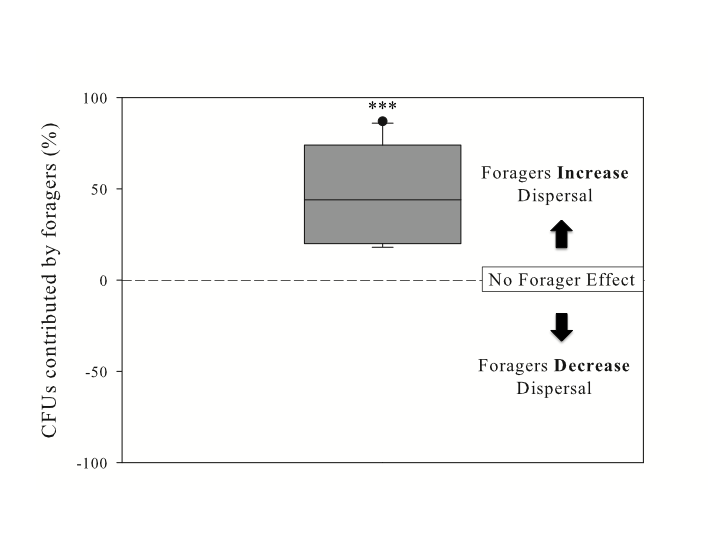 CFUs contributed by foragers (%)
100
50
0
-50
-100
***
Foragers Increase
Dispersal
No Forager Effect
Foragers Decrease
Dispersal